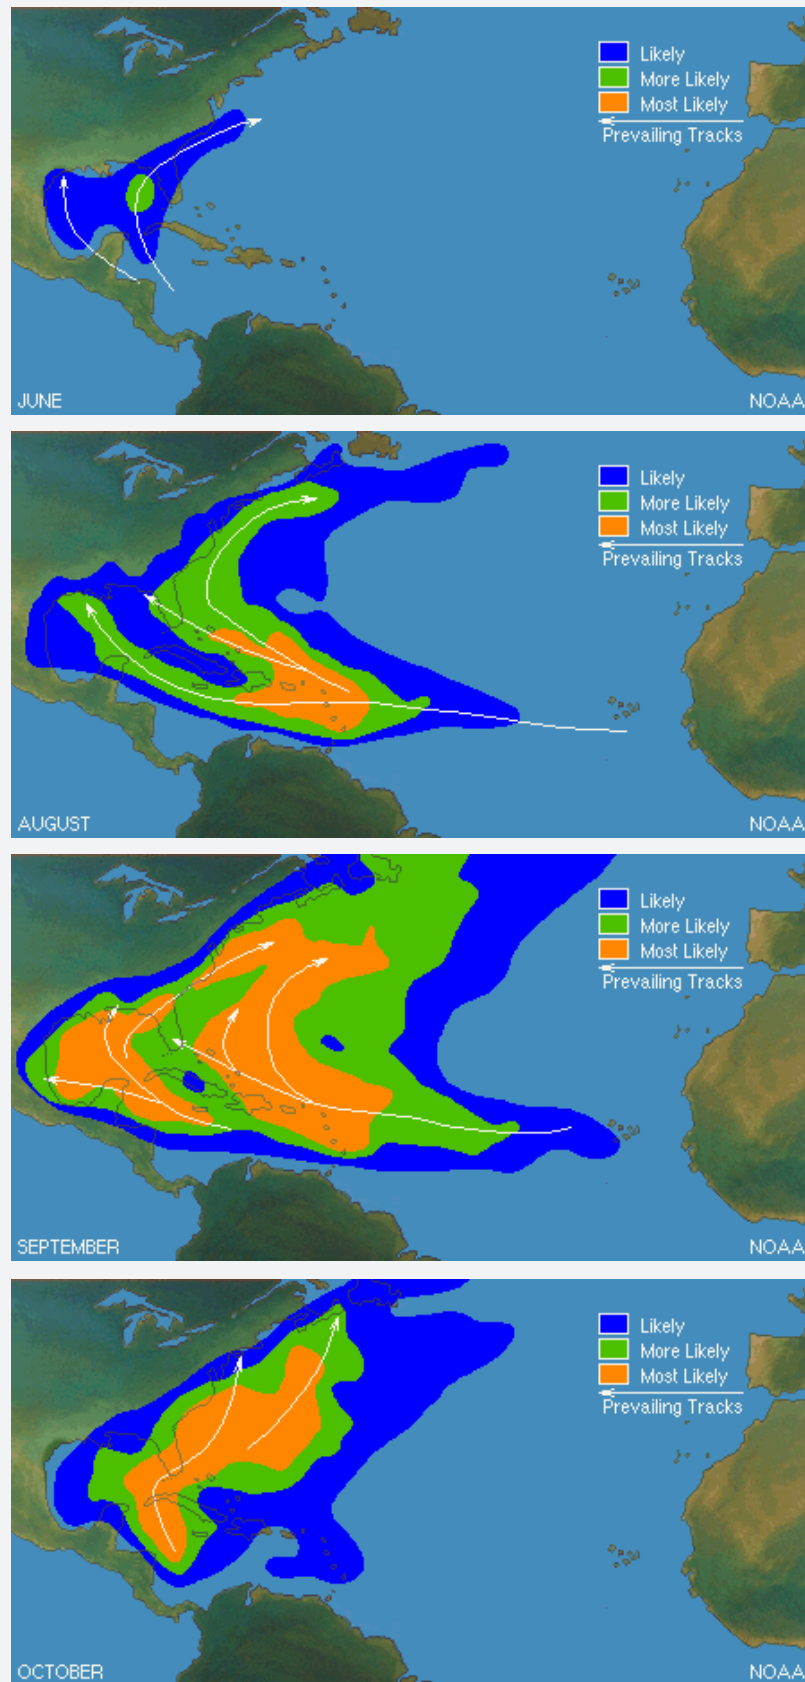 Likely
More Likely
Most Likely
Prevailing Tracks
JUNE NOAA
Likely
More Likely
Most Likely
Prevailing Tracks
AUGUST NOAA
Likely
More Likely
Most Likely
Prevailing Tracks
SEPTEMBER NOAA
Likely
More Likely
Most Likely
Prevailing Tracks
OCTOBER NOAA